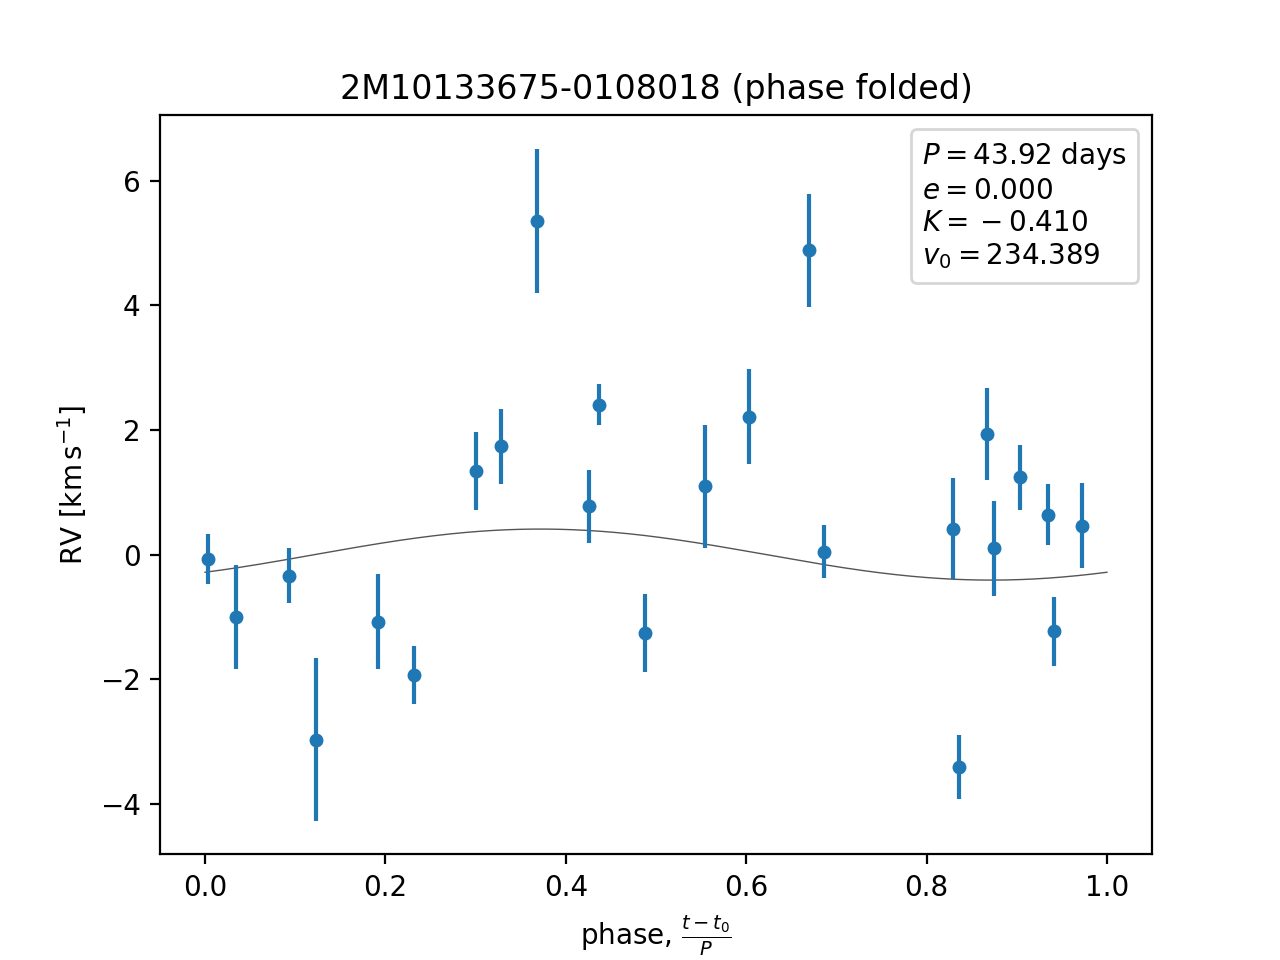 2M10133675-0108018 (phase folded)
P = 43.92 days
e = 0.000
K = − 0.410
v₀ = 234.389
6
4
2
0
−2
−4
RV [km s⁻¹]
0.0 0.2 0.4 0.6 0.8 1.0
phase, (t − t₀)/P